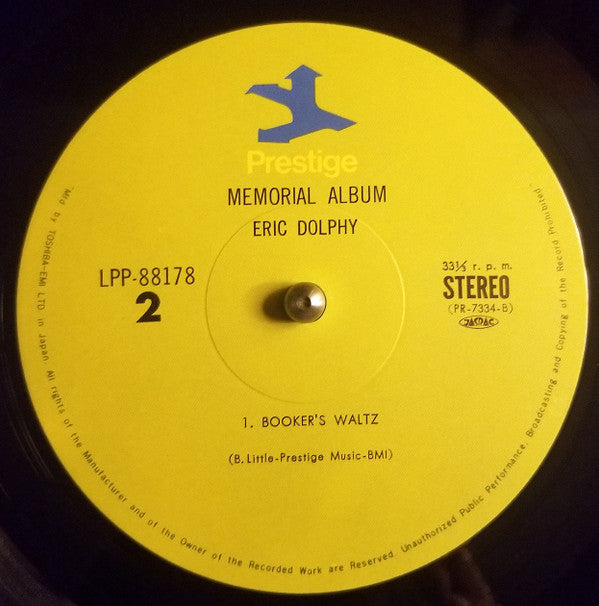 Prestige
MEMORIAL ALBUM
ERIC DOLPHY
LPP-88178
2
33⅓ r. p. m.
STEREO
(PR-7334-B)
JASRAC
1. BOOKER'S WALTZ
(B. Little-Prestige Music-BMI)
"Mfd by TOSHIBA-EMI LTD in Japan. All rights of the Manufacturer and of the Owner of the Recorded Work are Reserved. Unauthorized Public Performance, Broadcasting and Copying of the Record Prohibited"